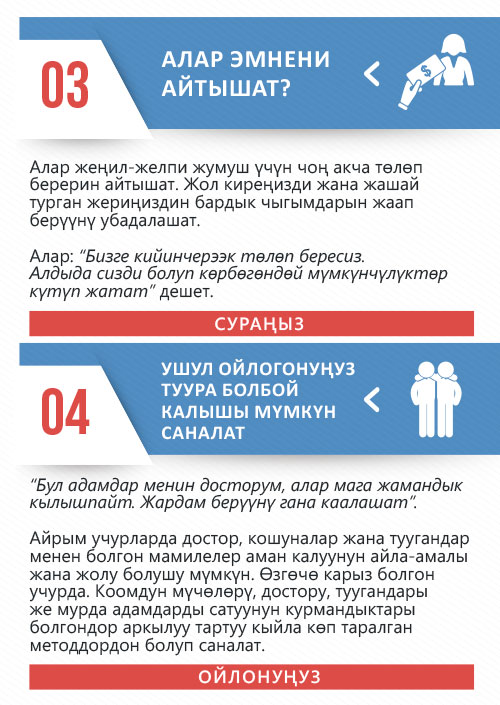 03
АЛАР ЭМНЕНИ
АЙТЫШАТ?
Алар жеңил-желпи жумуш үчүн чоң акча төлөп
берерин айтышат. Жол киреңизди жана жашай
турган жериңиздин бардык чыгымдарын жаап
берүүнү убадалашат.
Алар: “Бизге кийинчерээк төлөп бересиз.
Алдыда сизди болуп көрбөгөндөй мүмкүнчүлүктөр
күтүп жатат” дешет.
СУРАҢЫЗ
04
УШУЛ ОЙЛОГОНУҢУЗ
ТУУРА БОЛБОЙ
КАЛЫШЫ МҮМКҮН
САНАЛАТ
“Бул адамдар менин досторум, алар мага жамандык
кылышпайт. Жардам берүүнү гана каалашат”.
Айрым учурларда достор, кошуналар жана туугандар
менен болгон мамилелер аман калуунун айла-амалы
жана жолу болушу мүмкүн. Өзгөчө карыз болгон
учурда. Коомдун мүчөлөрү, достору, туугандары
же мурда адамдарды сатуунун курмандыктары
болгондор аркылуу тартуу кыйла көп таралган
методдордон болуп саналат.
ОЙЛОНУҢУЗ